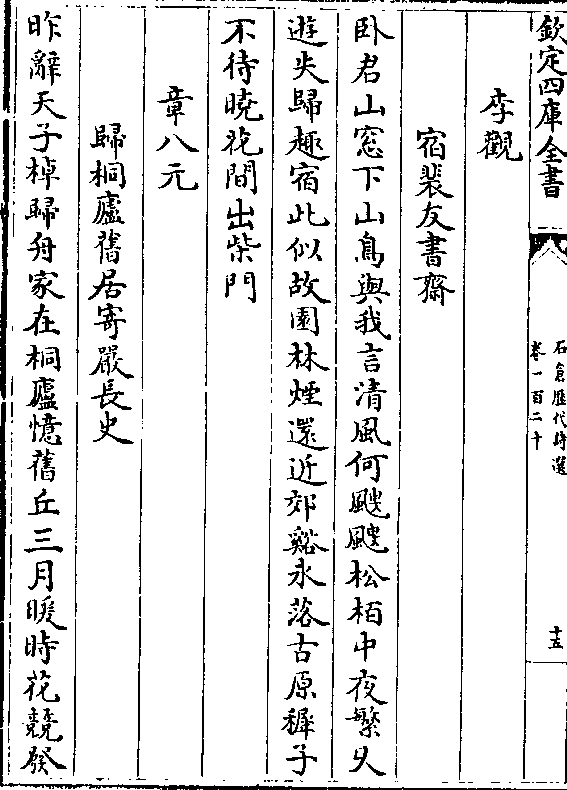 欽定四庫全書
石倉歷代詩選
卷一百二十
十五
李觀
宿裴友書齋
卧君山窓下山鳥與我言清風何颼颼松栢中夜繁久
遊失歸趣宿此似故園林煙還近郊谿永落古原穉子
不待曉花間出柴門
章八元
歸桐廬舊居寄嚴長史
昨辭天子棹歸舟家在桐廬憶舊丘三月暖時花競發